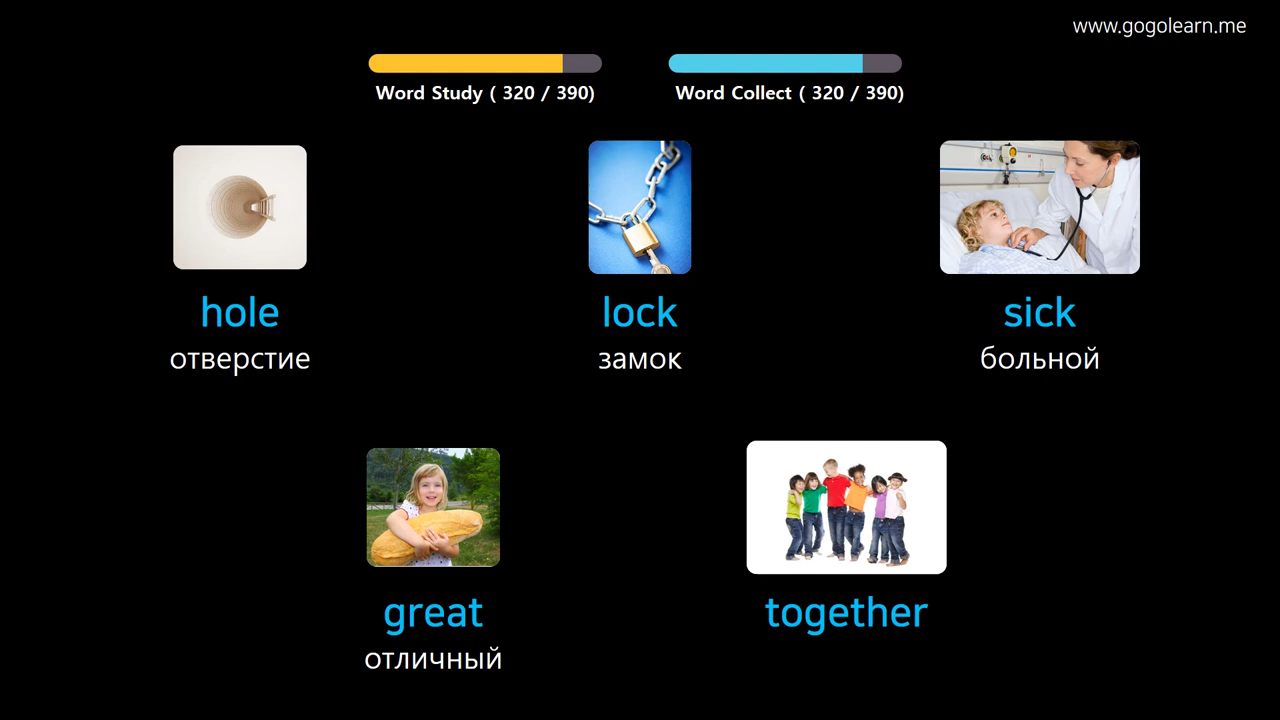 www.gogolearn.me
Word Study ( 320 / 390)
Word Collect ( 320 / 390)
hole
отверстие
lock
замок
sick
больной
great
отличный
together